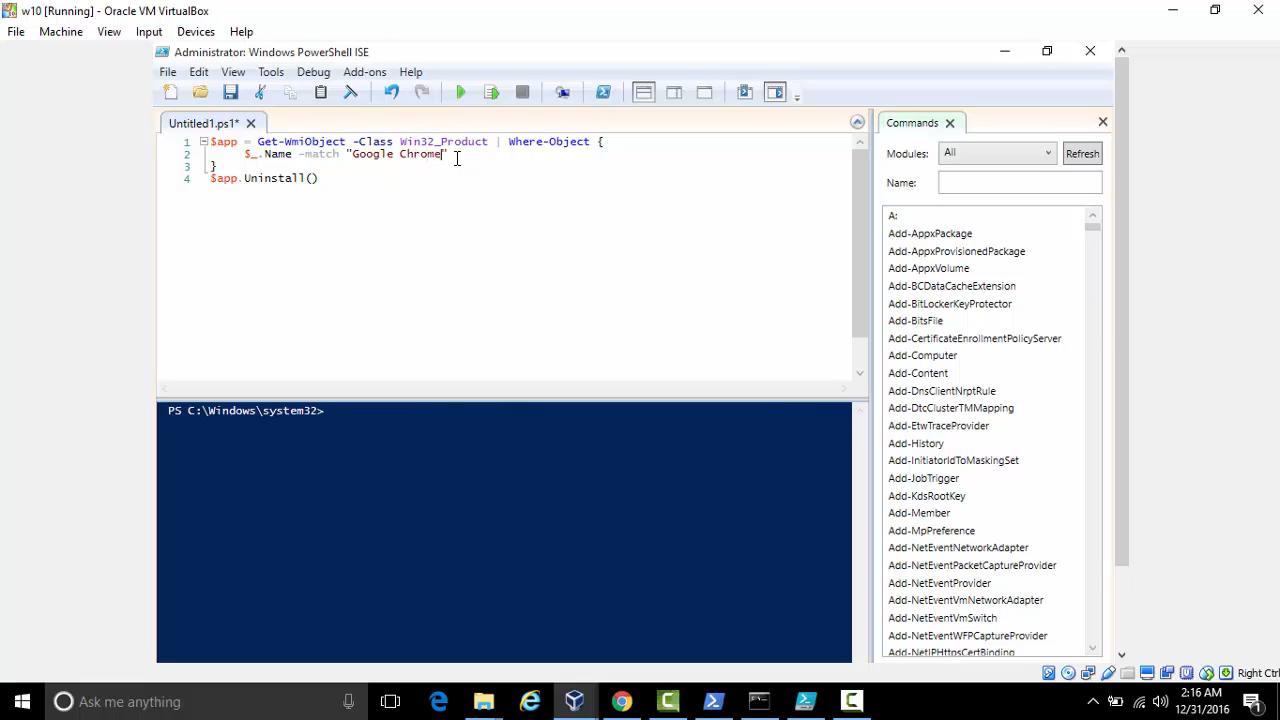 w10 [Running] - Oracle VM VirtualBox
File Machine View Input Devices Help
Administrator: Windows PowerShell ISE
File Edit View Tools Debug Add-ons Help
Untitled1.ps1*
1 $app = Get-WmiObject -Class Win32_Product | Where-Object {
2 $_.Name -match "Google Chrome"
3 }
4 $app.Uninstall()
PS C:\Windows\system32>
Commands
Modules: All Refresh
Name:
A:
Add-AppxPackage
Add-AppxProvisionedPackage
Add-AppxVolume
Add-BCDataCacheExtension
Add-BitLockerKeyProtector
Add-BitsFile
Add-CertificateEnrollmentPolicyServer
Add-Computer
Add-Content
Add-DnsClientNrptRule
Add-DtcClusterTMMapping
Add-EtwTraceProvider
Add-History
Add-InitiatorIdToMaskingSet
Add-JobTrigger
Add-KdsRootKey
Add-Member
Add-MpPreference
Add-NetEventNetworkAdapter
Add-NetEventPacketCaptureProvider
Add-NetEventProvider
Add-NetEventVmNetworkAdapter
Add-NetEventVmSwitch
Add-NetEventWFPCaptureProvider
Add-NetIPHttpsCertBinding
Right Ctrl
Ask me anything
2:16 AM
12/31/2016